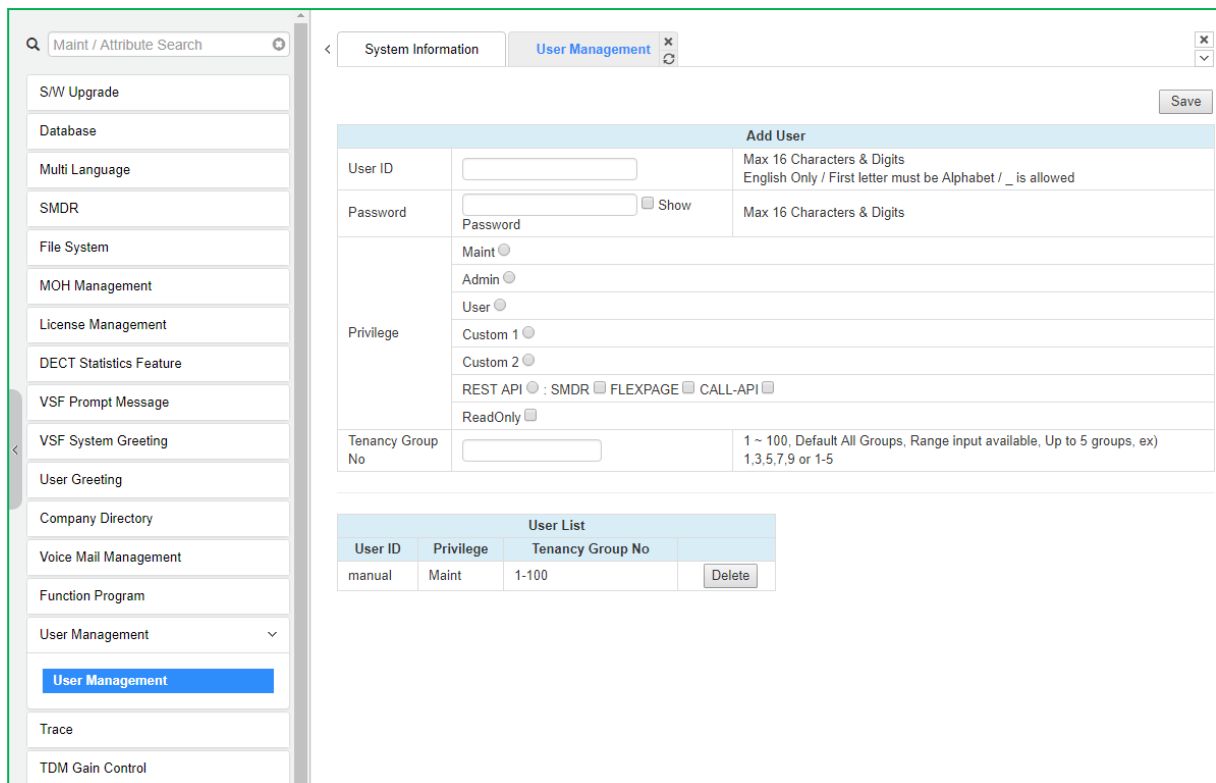 Maint / Attribute Search
S/W Upgrade
Database
Multi Language
SMDR
File System
MOH Management
License Management
DECT Statistics Feature
VSF Prompt Message
VSF System Greeting
User Greeting
Company Directory
Voice Mail Management
Function Program
User Management
User Management
Trace
TDM Gain Control
System Information
User Management
Save
Add User
User ID
Max 16 Characters & Digits
English Only / First letter must be Alphabet / _ is allowed
Password
Show
Password
Max 16 Characters & Digits
Privilege
Maint
Admin
User
Custom 1
Custom 2
REST API : SMDR FLEXPAGE CALL-API
ReadOnly
Tenancy Group
No
1 ~ 100, Default All Groups, Range input available, Up to 5 groups, ex)
1,3,5,7,9 or 1-5
User List
User ID Privilege Tenancy Group No
manual Maint 1-100 Delete